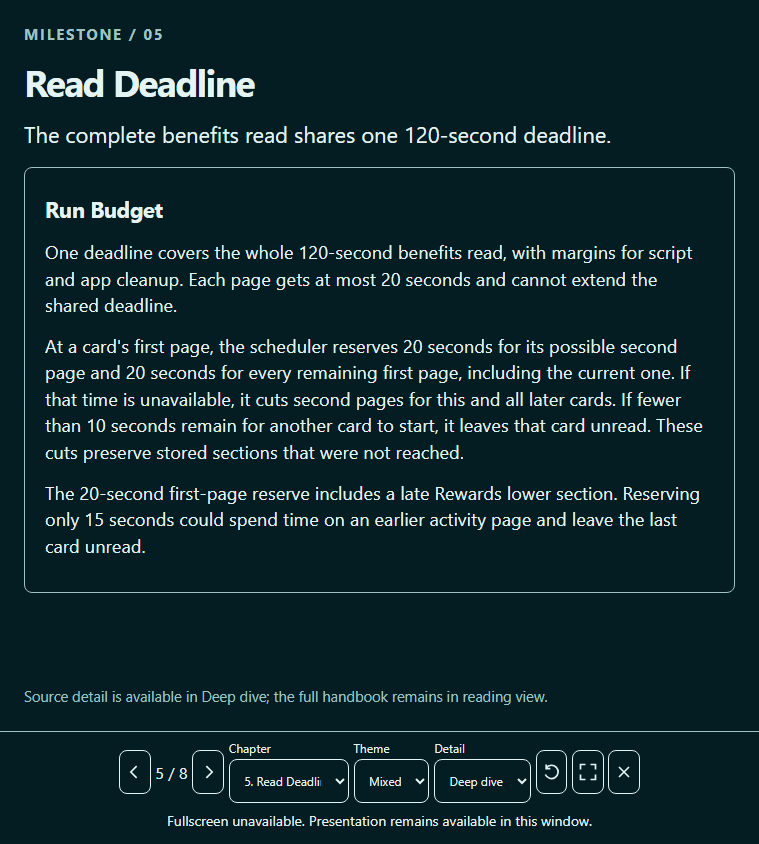 MILESTONE / 05
Read Deadline
The complete benefits read shares one 120-second deadline.
Run Budget
One deadline covers the whole 120-second benefits read, with margins for script
and app cleanup. Each page gets at most 20 seconds and cannot extend the
shared deadline.
At a card's first page, the scheduler reserves 20 seconds for its possible second
page and 20 seconds for every remaining first page, including the current one. If
that time is unavailable, it cuts second pages for this and all later cards. If fewer
than 10 seconds remain for another card to start, it leaves that card unread. These
cuts preserve stored sections that were not reached.
The 20-second first-page reserve includes a late Rewards lower section. Reserving
only 15 seconds could spend time on an earlier activity page and leave the last
card unread.
Source detail is available in Deep dive; the full handbook remains in reading view.
Chapter Theme Detail
5 / 8 5. Read Deadli Mixed Deep dive
Fullscreen unavailable. Presentation remains available in this window.